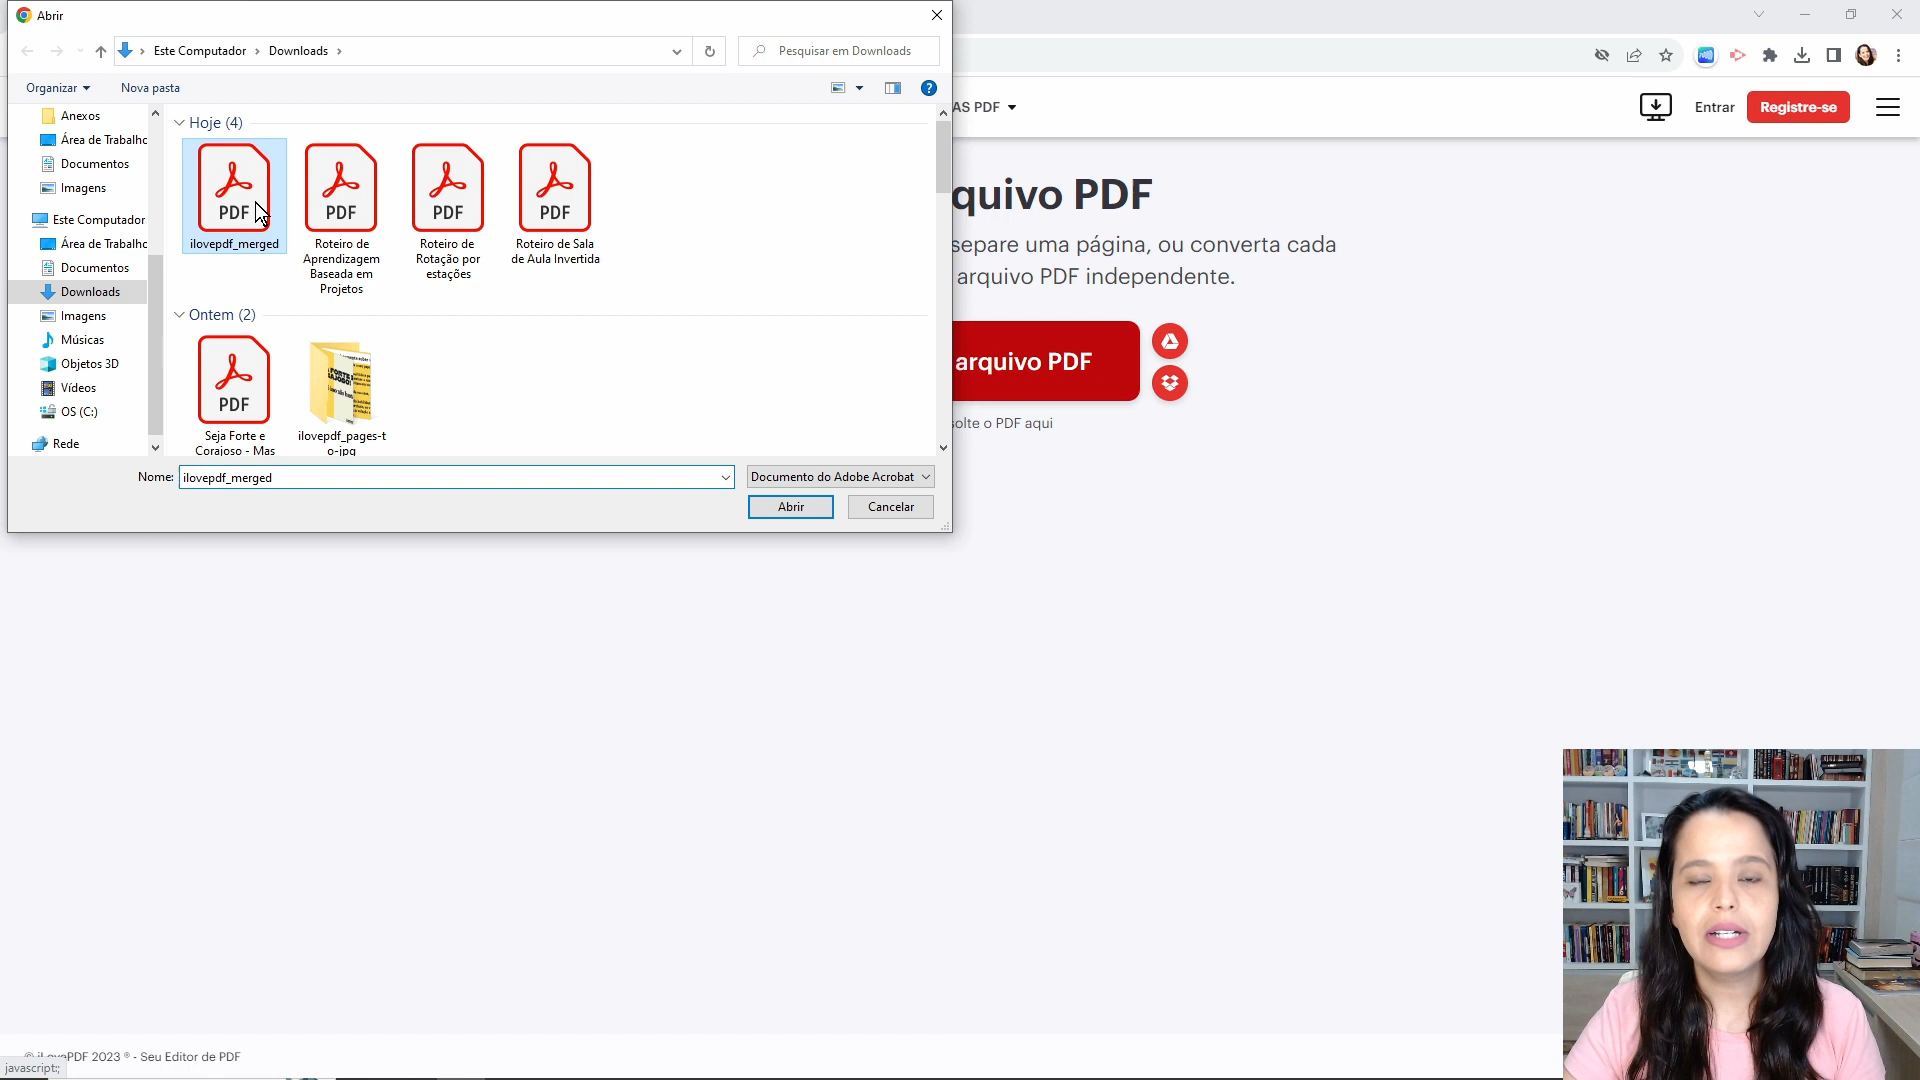 Abrir
Este Computador
Downloads
Pesquisar em Downloads
Organizar
Nova pasta
Anexos
Área de Trabalho
Documentos
Imagens
Este Computador
Área de Trabalho
Documentos
Downloads
Imagens
Músicas
Objetos 3D
Vídeos
OS (C:)
Rede
Hoje (4)
PDF
PDF
PDF
PDF
ilovepdf_merged
Roteiro de
Aprendizagem
Baseada em
Projetos
Roteiro de
Rotação por
estações
Roteiro de Sala
de Aula Invertida
Ontem (2)
PDF
Seja Forte e
Corajoso - Mas
ilovepdf_pages-t
o-jpg
Nome:
ilovepdf_merged
Documento do Adobe Acrobat
Abrir
Cancelar
AS PDF
Entrar
Registre-se
quivo PDF
separe uma página, ou converta cada
arquivo PDF independente.
arquivo PDF
solte o PDF aqui
© iLovePDF 2023 ® - Seu Editor de PDF
javascript:;